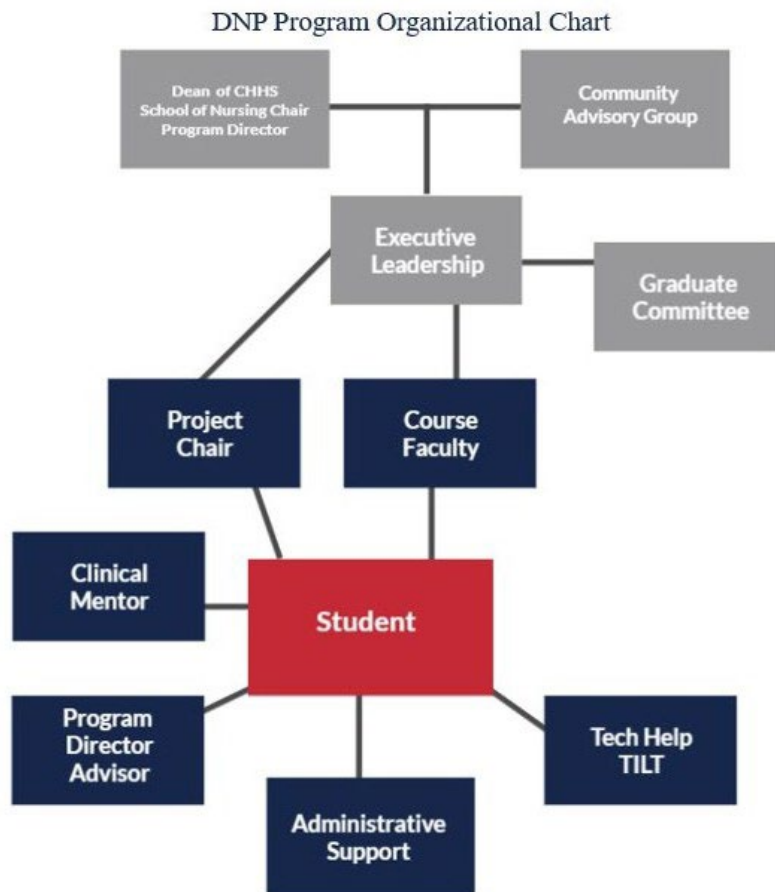 DNP Program Organizational Chart
Dean of CHHS
School of Nursing Chair
Program Director
Community
Advisory Group
Executive
Leadership
Graduate
Committee
Project
Chair
Course
Faculty
Clinical
Mentor
Student
Program
Director
Advisor
Tech Help
TILT
Administrative
Support